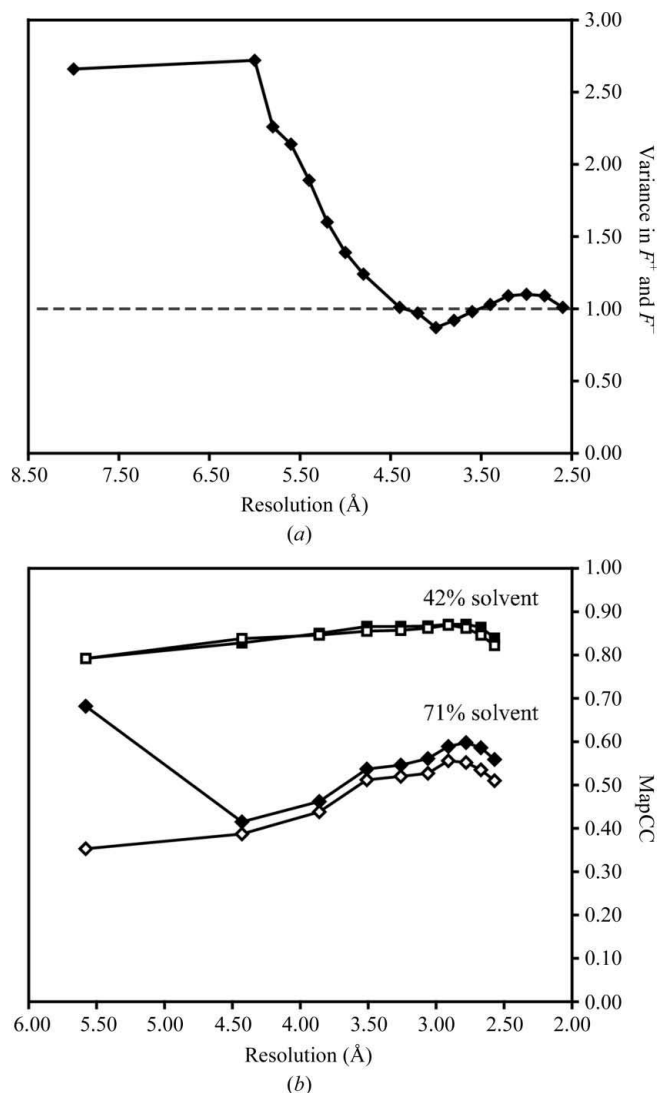 3.00
2.50
2.00
1.50
1.00
0.50
0.00
Variance in F⁺ and F⁻
8.50 7.50 6.50 5.50 4.50 3.50 2.50
Resolution (Å)
(a)
1.00
0.90
0.80
0.70
0.60
0.50
0.40
0.30
0.20
0.10
0.00
42% solvent
71% solvent
MapCC
6.00 5.50 5.00 4.50 4.00 3.50 3.00 2.50 2.00
Resolution (Å)
(b)